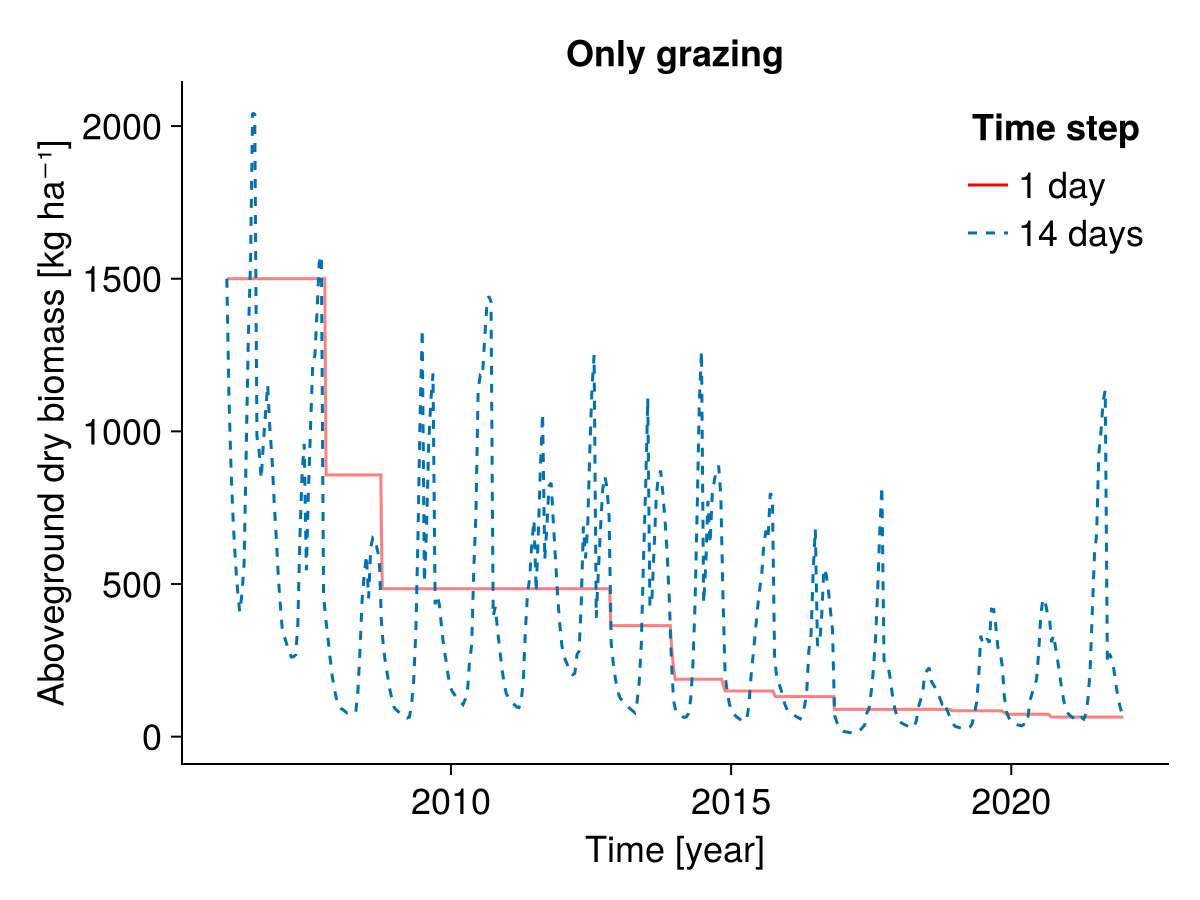 Only grazing
Aboveground dry biomass [kg ha⁻¹]
2000
1500
1000
500
0
Time step
1 day
14 days
2010
2015
2020
Time [year]